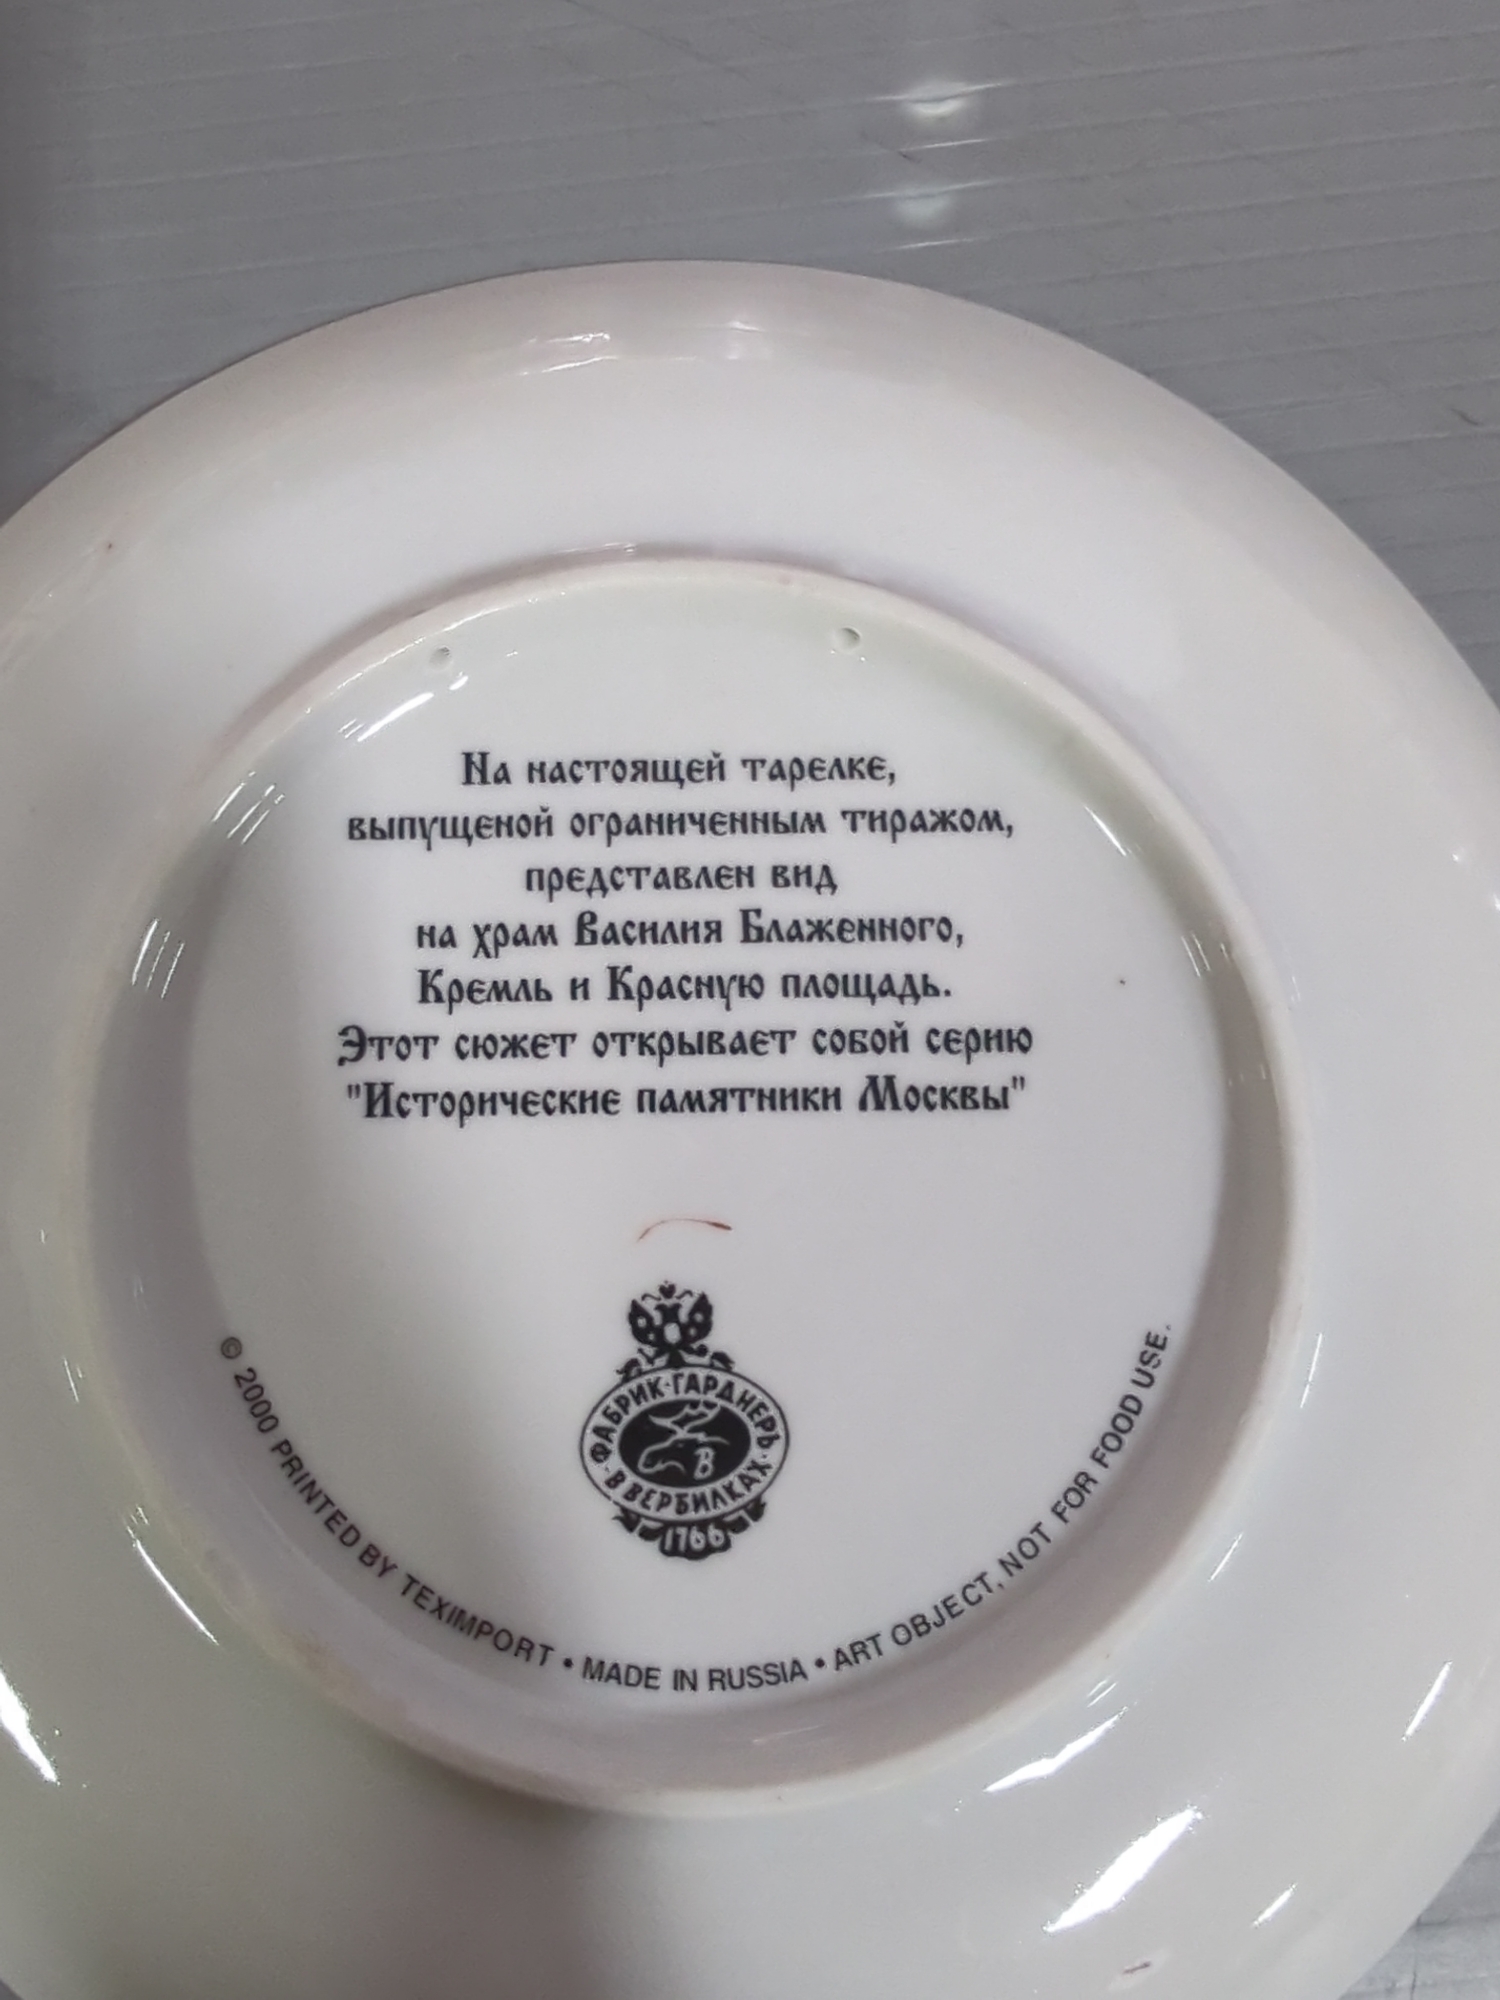 На настоящей тарелке,
выпущеной ограниченным тиражом,
представлен вид
на храм Василия Блаженного,
Кремль и Красную площадь.
Этот сюжет открывает собой серию
"Исторические памятники Москвы"
ФАБРИК·ГАРДНЕРЪ
В
·В ВЕРБИЛКАХ·
1766
© 2000 PRINTED BY TEXIMPORT • MADE IN RUSSIA • ART OBJECT, NOT FOR FOOD USE.